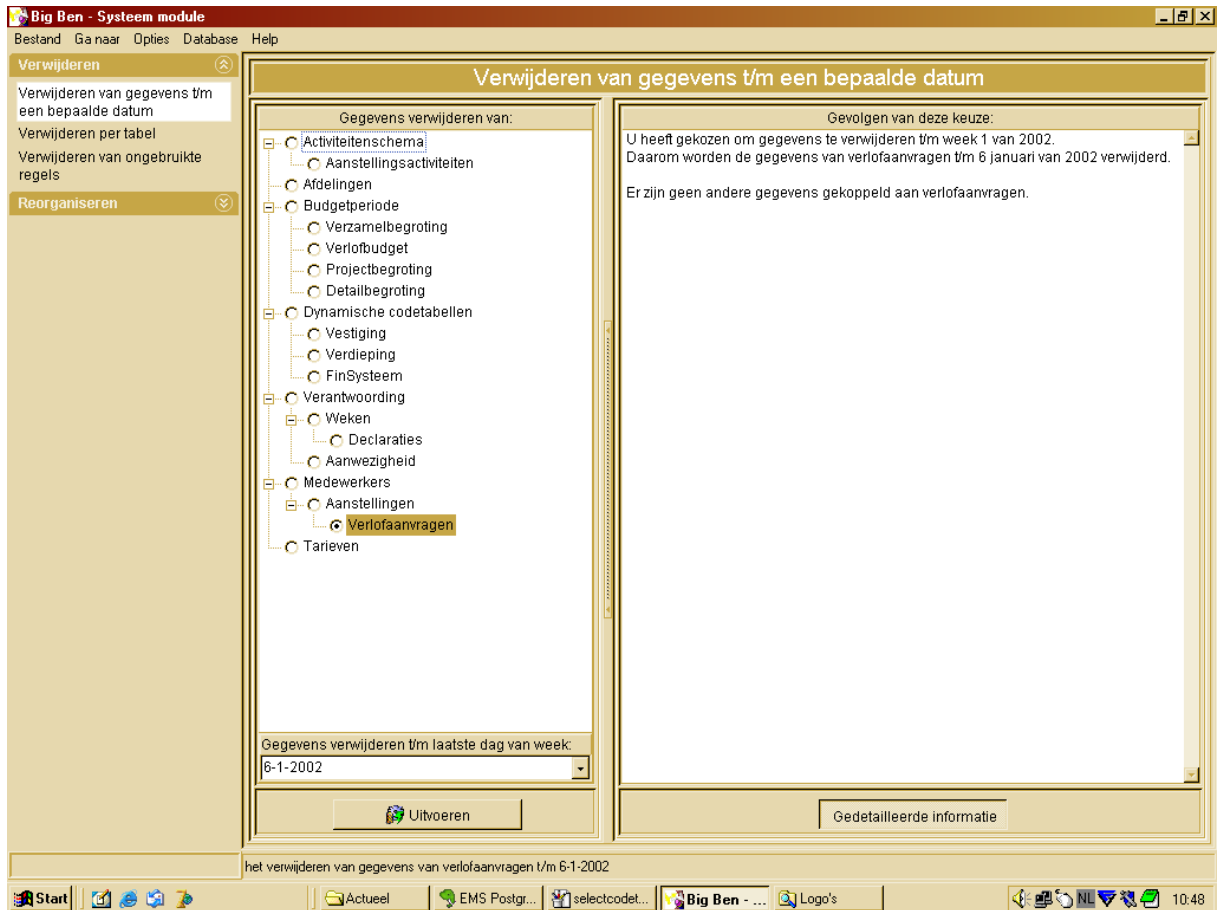 Big Ben - Systeem module
Bestand Ga naar Opties Database Help
Verwijderen
Verwijderen van gegevens t/m
een bepaalde datum
Verwijderen per tabel
Verwijderen van ongebruikte
regels
Reorganiseren
Verwijderen van gegevens t/m een bepaalde datum
Gegevens verwijderen van:
Activiteitenschema
Aanstellingsactiviteiten
Afdelingen
Budgetperiode
Verzamelbegroting
Verlofbudget
Projectbegroting
Detailbegroting
Dynamische codetabellen
Vestiging
Verdieping
FinSysteem
Verantwoording
Weken
Declaraties
Aanwezigheid
Medewerkers
Aanstellingen
Verlofaanvragen
Tarieven
Gegevens verwijderen t/m laatste dag van week:
6-1-2002
Uitvoeren
Gevolgen van deze keuze:
U heeft gekozen om gegevens te verwijderen t/m week 1 van 2002.
Daarom worden de gegevens van verlofaanvragen t/m 6 januari van 2002 verwijderd.
Er zijn geen andere gegevens gekoppeld aan verlofaanvragen.
Gedetailleerde informatie
het verwijderen van gegevens van verlofaanvragen t/m 6-1-2002
Start Actueel EMS Postgr... selectcodet... Big Ben - ... Logo's NL 10:48